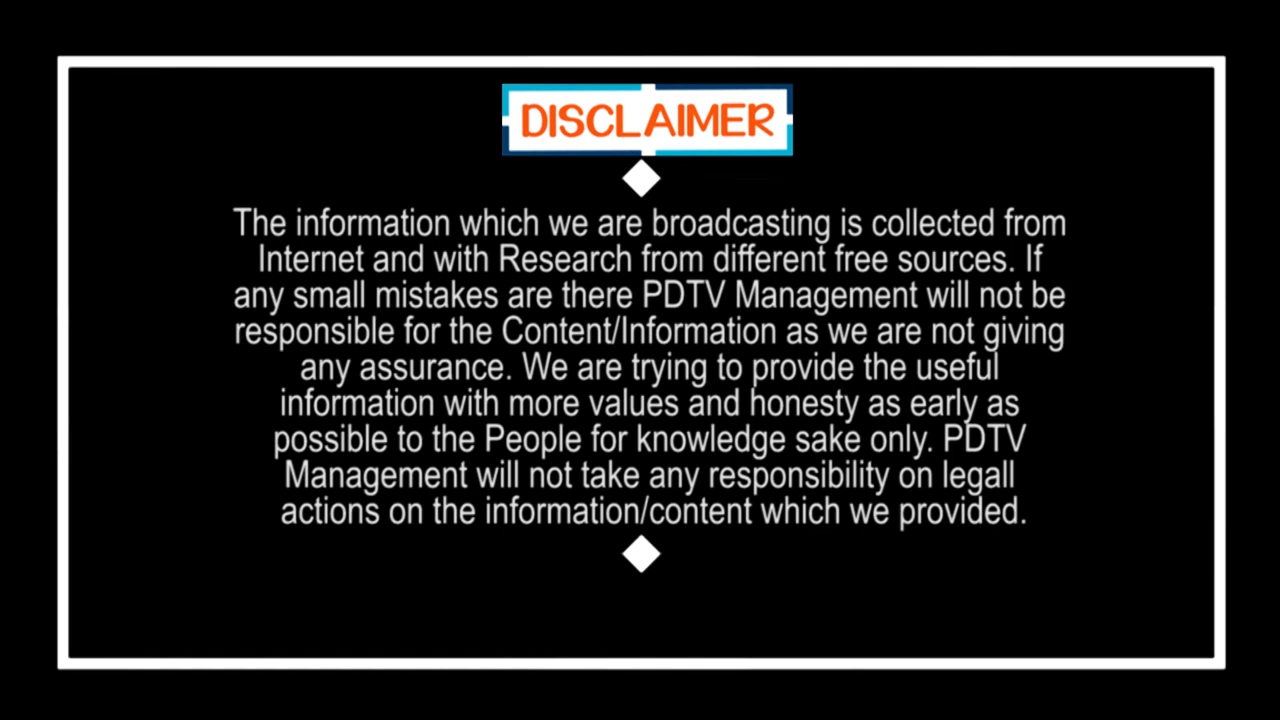 DISCLAIMER
The information which we are broadcasting is collected from
Internet and with Research from different free sources. If
any small mistakes are there PDTV Management will not be
responsible for the Content/Information as we are not giving
any assurance. We are trying to provide the useful
information with more values and honesty as early as
possible to the People for knowledge sake only. PDTV
Management will not take any responsibility on legall
actions on the information/content which we provided.